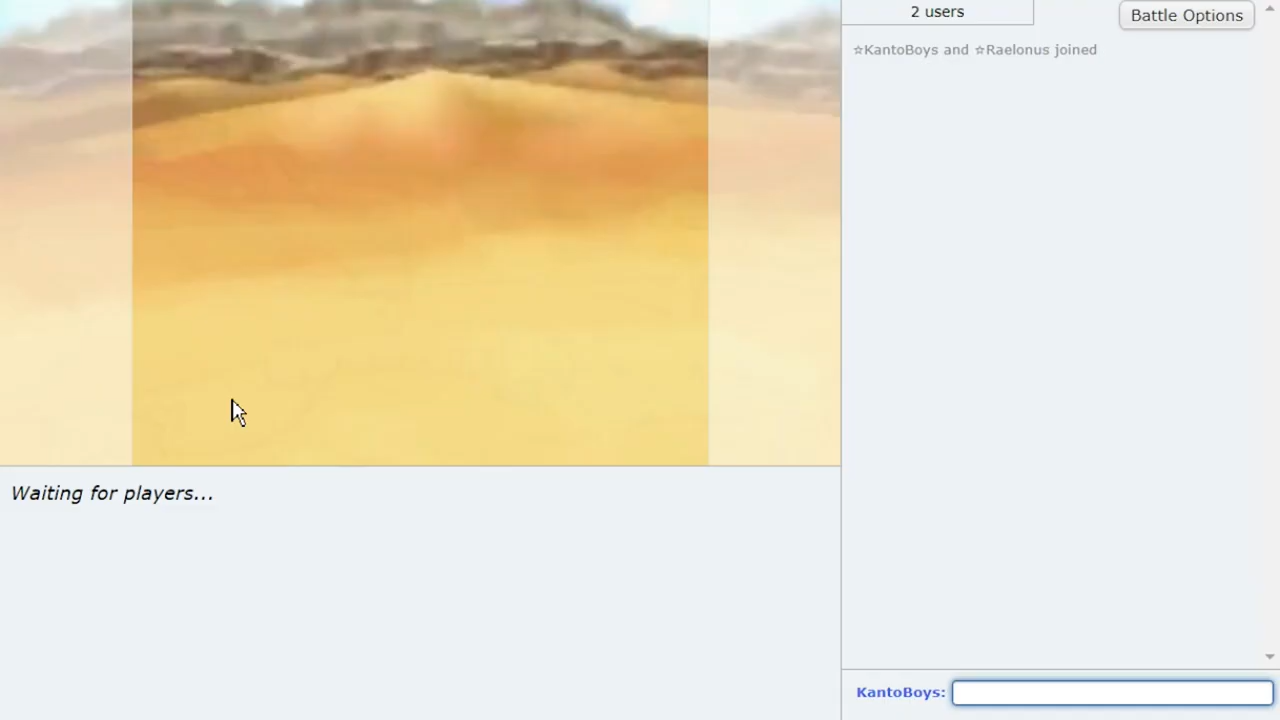 2 users
Battle Options
☆KantoBoys and ☆Raelonus joined
Waiting for players...
KantoBoys: